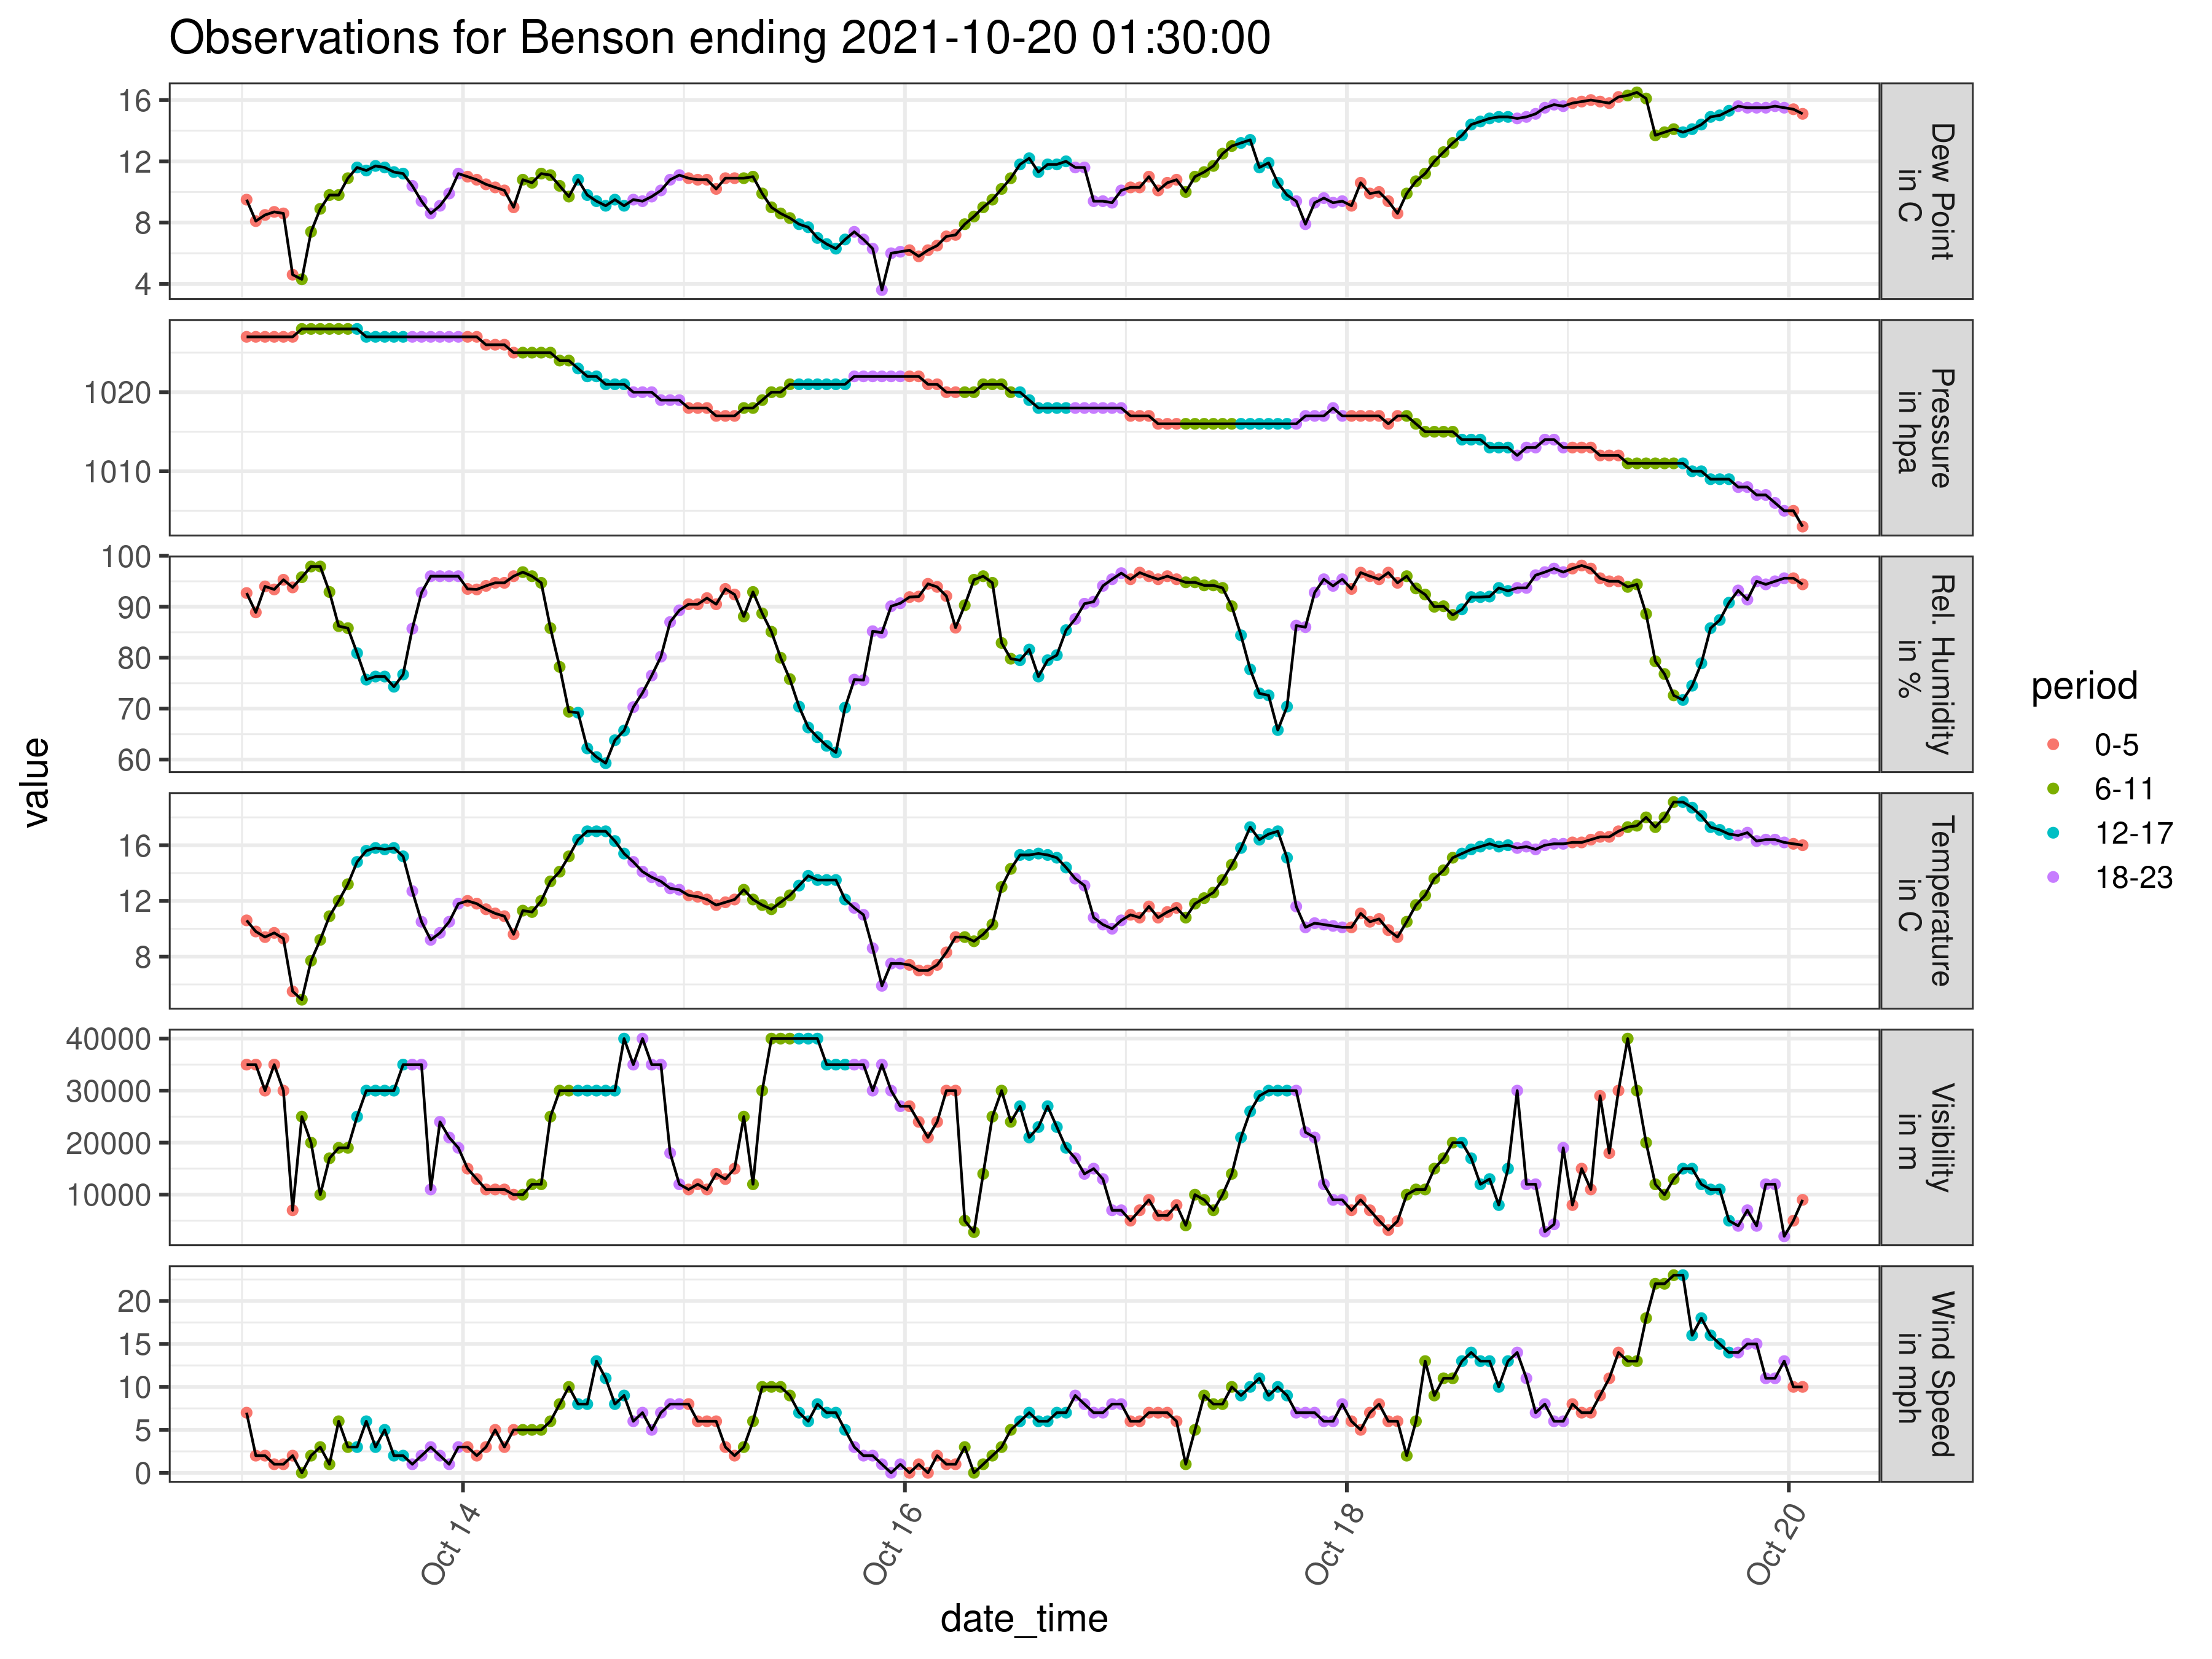 Observations for Benson ending 2021-10-20 01:30:00
value
16
12
8
4
Dew Point
in C
1020
1010
Pressure
in hpa
100
90
80
70
60
Rel. Humidity
in %
16
12
8
Temperature
in C
40000
30000
20000
10000
Visibility
in m
20
15
10
5
0
Wind Speed
in mph
Oct 14
Oct 16
Oct 18
Oct 20
date_time
period
0-5
6-11
12-17
18-23